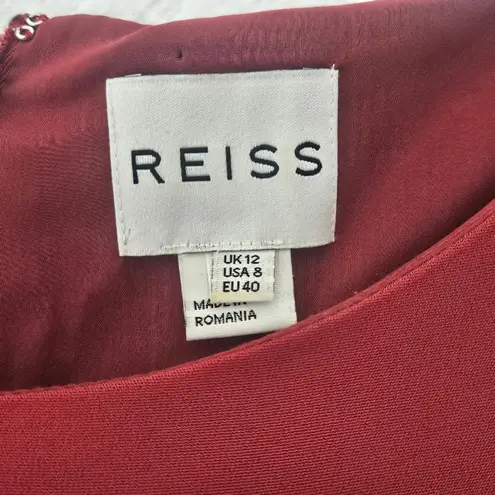 REISS
UK 12
USA 8
EU 40
MADE IN
ROMANIA